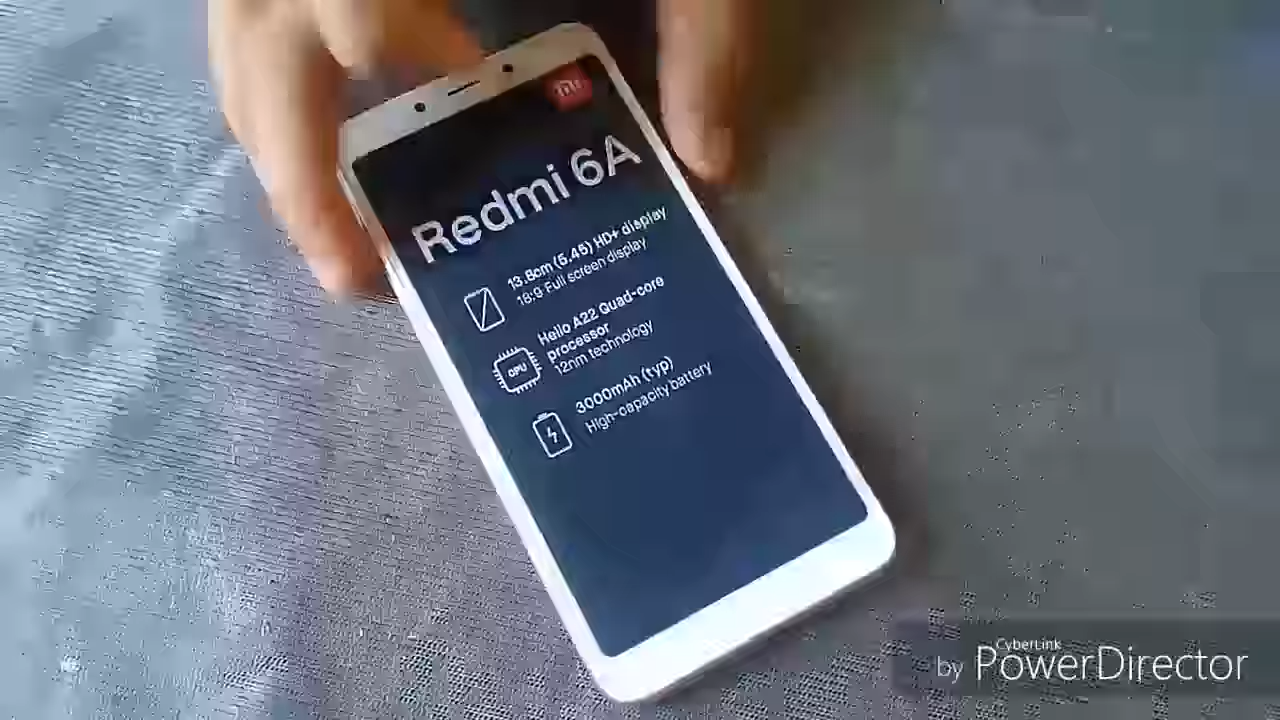 mi
Redmi 6A
13.8cm (5.45) HD+ display
18:9 Full screen display
Helio A22 Quad-core
processor
12nm technology
CPU
3000mAh (typ)
High-capacity battery
CyberLink
by PowerDirector